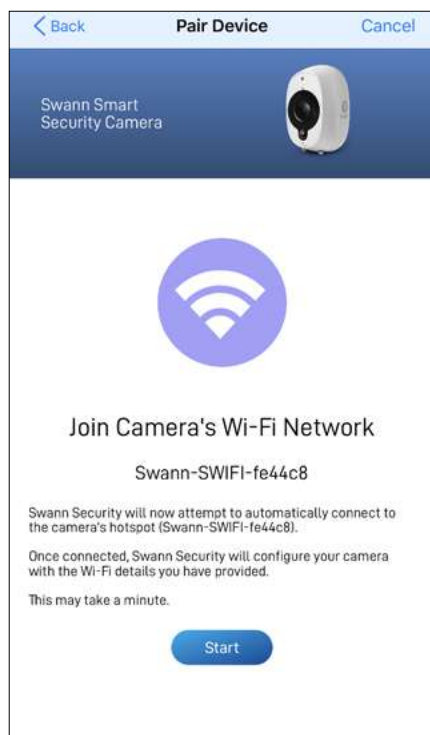 Back Pair Device Cancel
Swann Smart
Security Camera
Join Camera's Wi-Fi Network
Swann-SWIFI-fe44c8
Swann Security will now attempt to automatically connect to
the camera's hotspot (Swann-SWIFI-fe44c8).
Once connected, Swann Security will configure your camera
with the Wi-Fi details you have provided.
This may take a minute.
Start